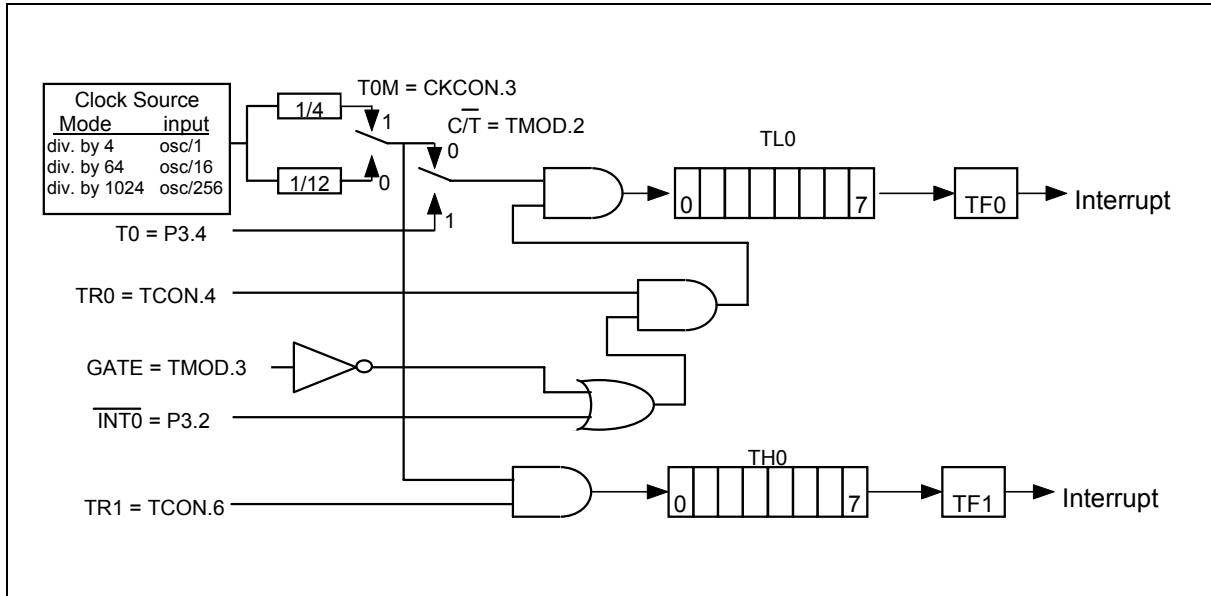 Clock Source
Mode input
div. by 4 osc/1
div. by 64 osc/16
div. by 1024 osc/256
1/4
1/12
T0M = CKCON.3
1
0
C/T̅ = TMOD.2
0
1
T0 = P3.4
TL0
0 7
TF0
Interrupt
TR0 = TCON.4
GATE = TMOD.3
I̅N̅T̅0̅ = P3.2
TR1 = TCON.6
TH0
0 7
TF1
Interrupt